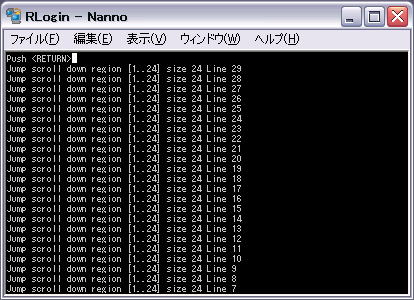 RLogin - Nanno
ファイル(F) 編集(E) 表示(V) ウィンドウ(W) ヘルプ(H)
Push <RETURN>
Jump scroll down region [1..24] size 24 Line 29
Jump scroll down region [1..24] size 24 Line 28
Jump scroll down region [1..24] size 24 Line 27
Jump scroll down region [1..24] size 24 Line 26
Jump scroll down region [1..24] size 24 Line 25
Jump scroll down region [1..24] size 24 Line 24
Jump scroll down region [1..24] size 24 Line 23
Jump scroll down region [1..24] size 24 Line 22
Jump scroll down region [1..24] size 24 Line 21
Jump scroll down region [1..24] size 24 Line 20
Jump scroll down region [1..24] size 24 Line 19
Jump scroll down region [1..24] size 24 Line 18
Jump scroll down region [1..24] size 24 Line 17
Jump scroll down region [1..24] size 24 Line 16
Jump scroll down region [1..24] size 24 Line 15
Jump scroll down region [1..24] size 24 Line 14
Jump scroll down region [1..24] size 24 Line 13
Jump scroll down region [1..24] size 24 Line 12
Jump scroll down region [1..24] size 24 Line 11
Jump scroll down region [1..24] size 24 Line 10
Jump scroll down region [1..24] size 24 Line 9
Jump scroll down region [1..24] size 24 Line 8
Jump scroll down region [1..24] size 24 Line 7